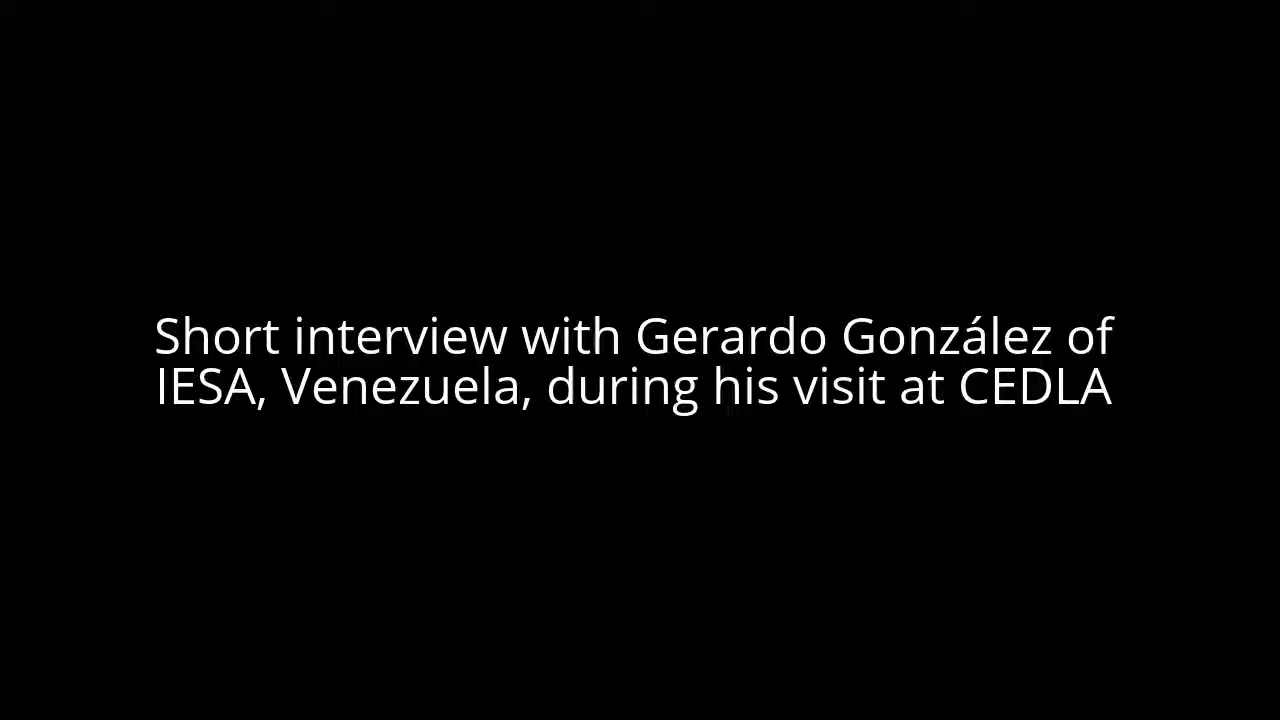 Short interview with Gerardo González of
IESA, Venezuela, during his visit at CEDLA